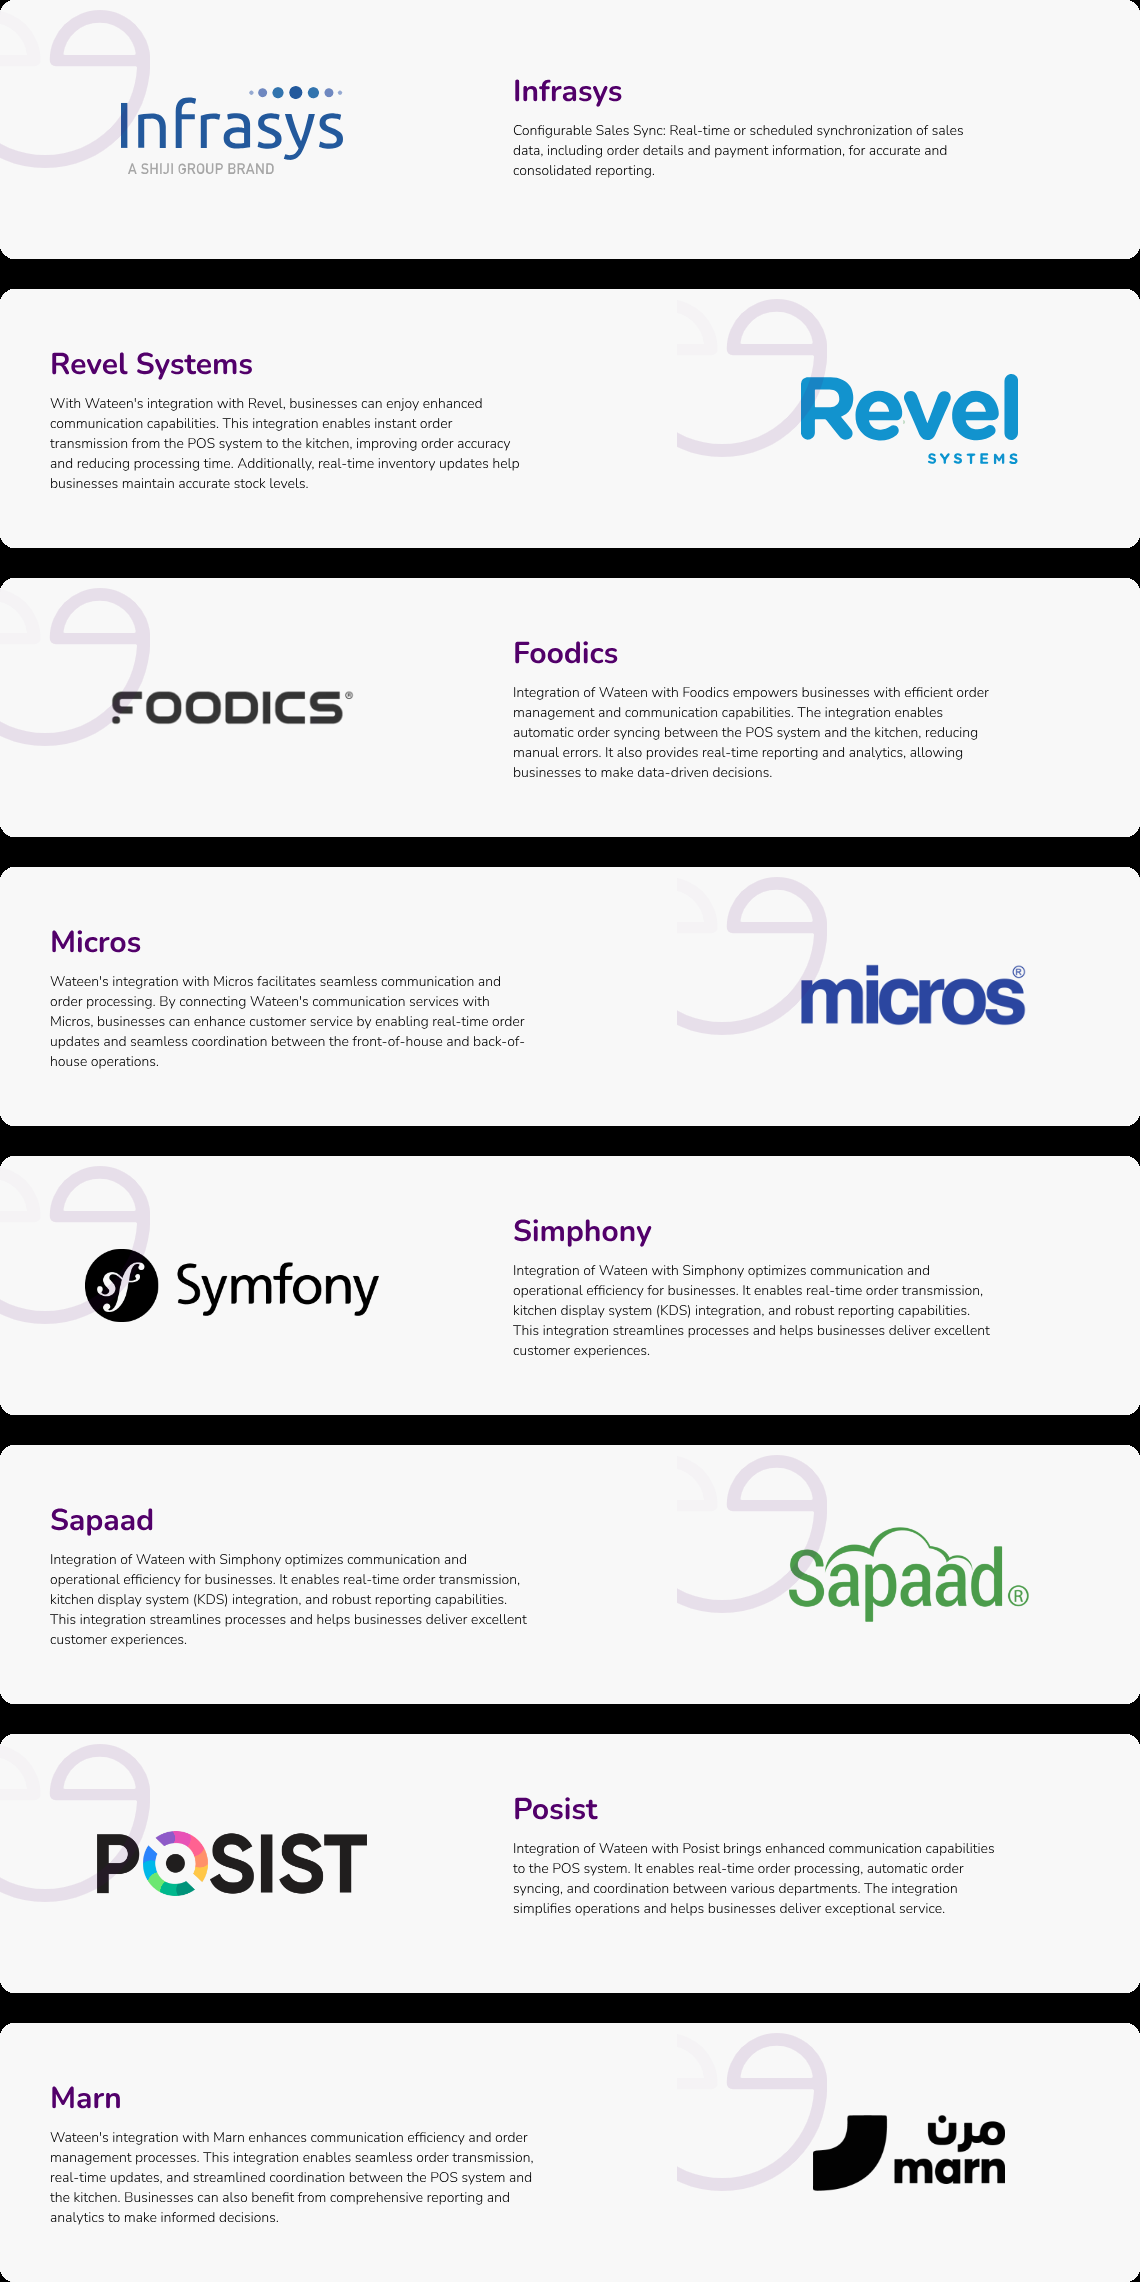 Infrasys
A SHIJI GROUP BRAND
Infrasys
Configurable Sales Sync: Real-time or scheduled synchronization of sales
data, including order details and payment information, for accurate and
consolidated reporting.
Revel Systems
With Wateen's integration with Revel, businesses can enjoy enhanced
communication capabilities. This integration enables instant order
transmission from the POS system to the kitchen, improving order accuracy
and reducing processing time. Additionally, real-time inventory updates help
businesses maintain accurate stock levels.
Revel
SYSTEMS
FOODICS®
Foodics
Integration of Wateen with Foodics empowers businesses with efficient order
management and communication capabilities. The integration enables
automatic order syncing between the POS system and the kitchen, reducing
manual errors. It also provides real-time reporting and analytics, allowing
businesses to make data-driven decisions.
Micros
Wateen's integration with Micros facilitates seamless communication and
order processing. By connecting Wateen's communication services with
Micros, businesses can enhance customer service by enabling real-time order
updates and seamless coordination between the front-of-house and back-of-
house operations.
micros®
sf Symfony
Simphony
Integration of Wateen with Simphony optimizes communication and
operational efficiency for businesses. It enables real-time order transmission,
kitchen display system (KDS) integration, and robust reporting capabilities.
This integration streamlines processes and helps businesses deliver excellent
customer experiences.
Sapaad
Integration of Wateen with Simphony optimizes communication and
operational efficiency for businesses. It enables real-time order transmission,
kitchen display system (KDS) integration, and robust reporting capabilities.
This integration streamlines processes and helps businesses deliver excellent
customer experiences.
Sapaad®
POSIST
Posist
Integration of Wateen with Posist brings enhanced communication capabilities
to the POS system. It enables real-time order processing, automatic order
syncing, and coordination between various departments. The integration
simplifies operations and helps businesses deliver exceptional service.
Marn
Wateen's integration with Marn enhances communication efficiency and order
management processes. This integration enables seamless order transmission,
real-time updates, and streamlined coordination between the POS system and
the kitchen. Businesses can also benefit from comprehensive reporting and
analytics to make informed decisions.
مرن
marn